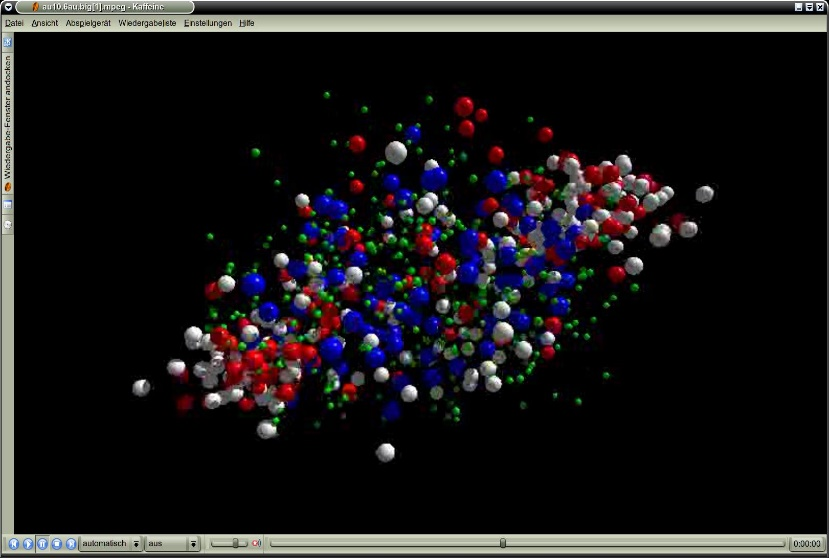 au10.6au.big[1].mpeg - Kaffeine
Datei Ansicht Abspielgerät Wiedergabeliste Einstellungen Hilfe
Wiedergabe-Fenster andocken
automatisch aus 0:00:00